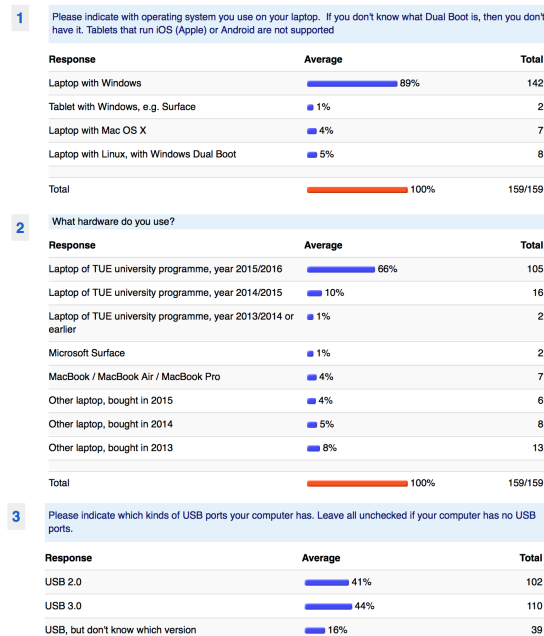 1
Please indicate with operating system you use on your laptop. If you don't know what Dual Boot is, then you don't
have it. Tablets that run iOS (Apple) or Android are not supported
Response Average Total
Laptop with Windows 89% 142
Tablet with Windows, e.g. Surface 1% 2
Laptop with Mac OS X 4% 7
Laptop with Linux, with Windows Dual Boot 5% 8
Total 100% 159/159
2
What hardware do you use?
Response Average Total
Laptop of TUE university programme, year 2015/2016 66% 105
Laptop of TUE university programme, year 2014/2015 10% 16
Laptop of TUE university programme, year 2013/2014 or 1% 2
earlier
Microsoft Surface 1% 2
MacBook / MacBook Air / MacBook Pro 4% 7
Other laptop, bought in 2015 4% 6
Other laptop, bought in 2014 5% 8
Other laptop, bought in 2013 8% 13
Total 100% 159/159
3
Please indicate which kinds of USB ports your computer has. Leave all unchecked if your computer has no USB
ports.
Response Average Total
USB 2.0 41% 102
USB 3.0 44% 110
USB, but don't know which version 16% 39